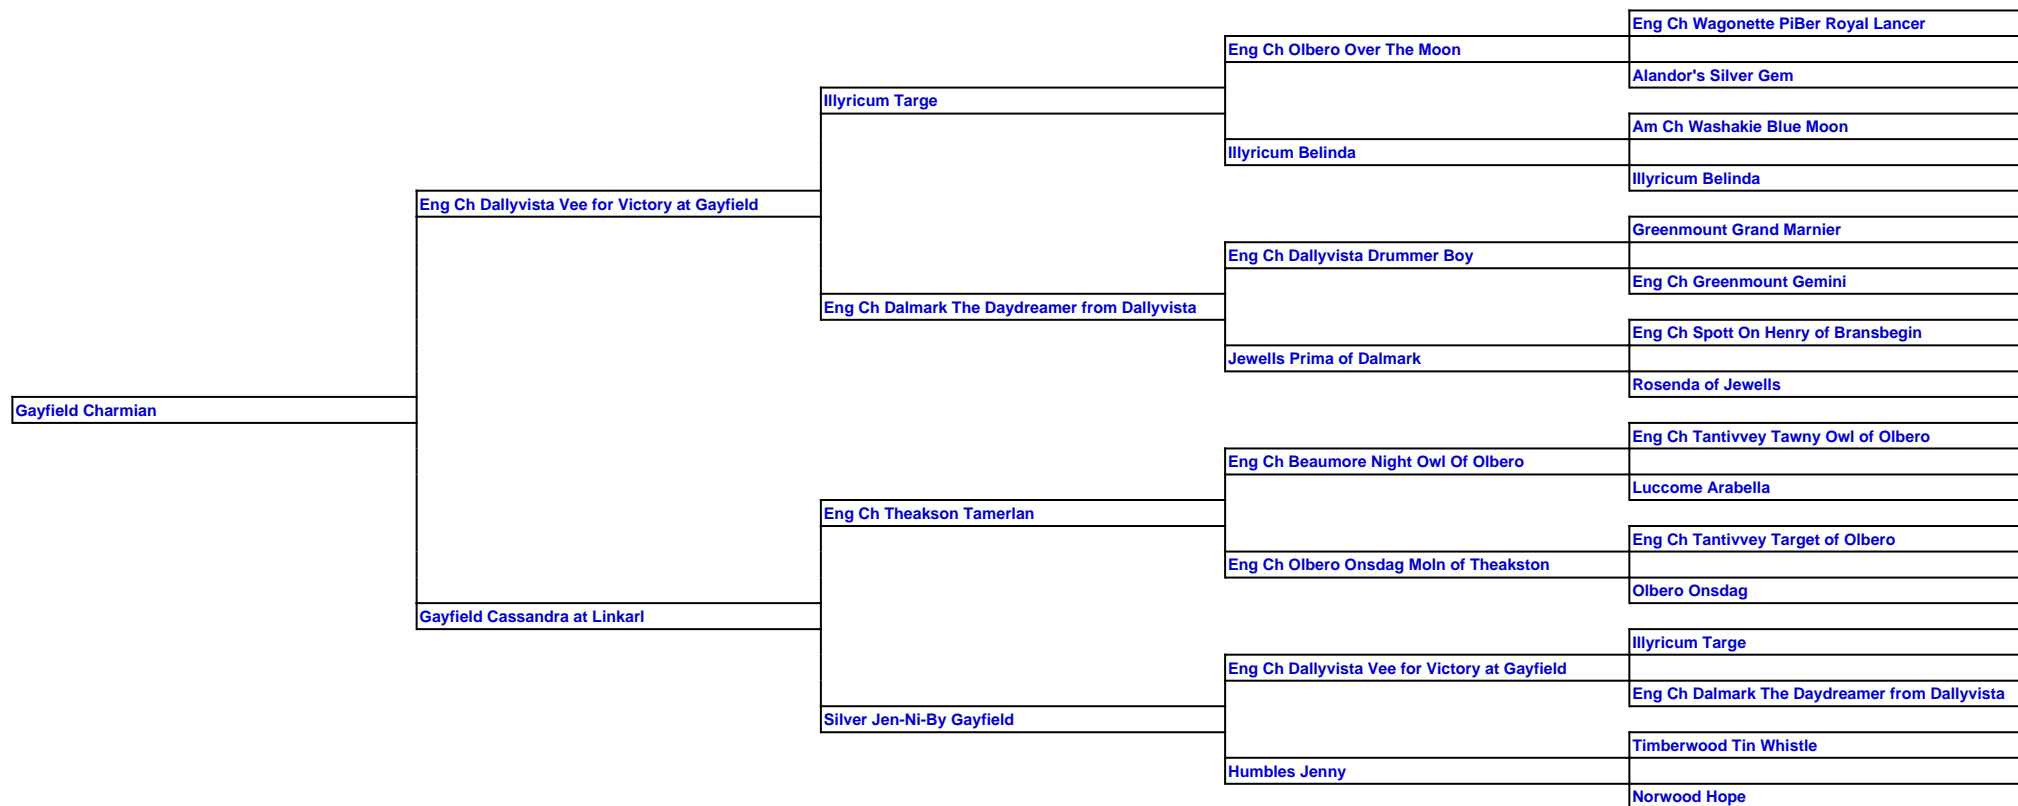 Eng Ch Wagonette PiBer Royal Lancer
Eng Ch Olbero Over The Moon
Alandor's Silver Gem
Illyricum Targe
Am Ch Washakie Blue Moon
Illyricum Belinda
Illyricum Belinda
Eng Ch Dallyvista Vee for Victory at Gayfield
Greenmount Grand Marnier
Eng Ch Dallyvista Drummer Boy
Eng Ch Greenmount Gemini
Eng Ch Dalmark The Daydreamer from Dallyvista
Eng Ch Spott On Henry of Bransbegin
Jewells Prima of Dalmark
Rosenda of Jewells
Gayfield Charmian
Eng Ch Tantivvey Tawny Owl of Olbero
Eng Ch Beaumore Night Owl Of Olbero
Luccome Arabella
Eng Ch Theakson Tamerlan
Eng Ch Tantivvey Target of Olbero
Eng Ch Olbero Onsdag Moln of Theakston
Olbero Onsdag
Gayfield Cassandra at Linkarl
Illyricum Targe
Eng Ch Dallyvista Vee for Victory at Gayfield
Eng Ch Dalmark The Daydreamer from Dallyvista
Silver Jen-Ni-By Gayfield
Timberwood Tin Whistle
Humbles Jenny
Norwood Hope